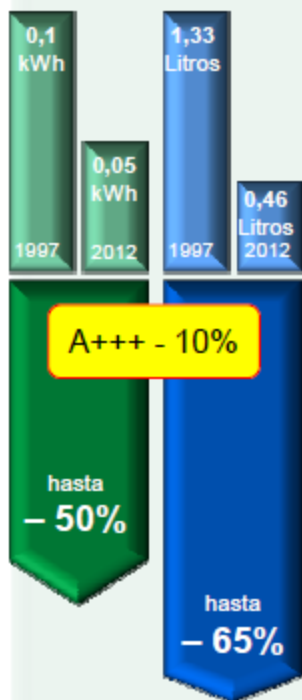 0,1
kWh
1997
0,05
kWh
2012
1,33
Litros
1997
0,46
Litros
2012
A+++ - 10%
hasta
– 50%
hasta
– 65%